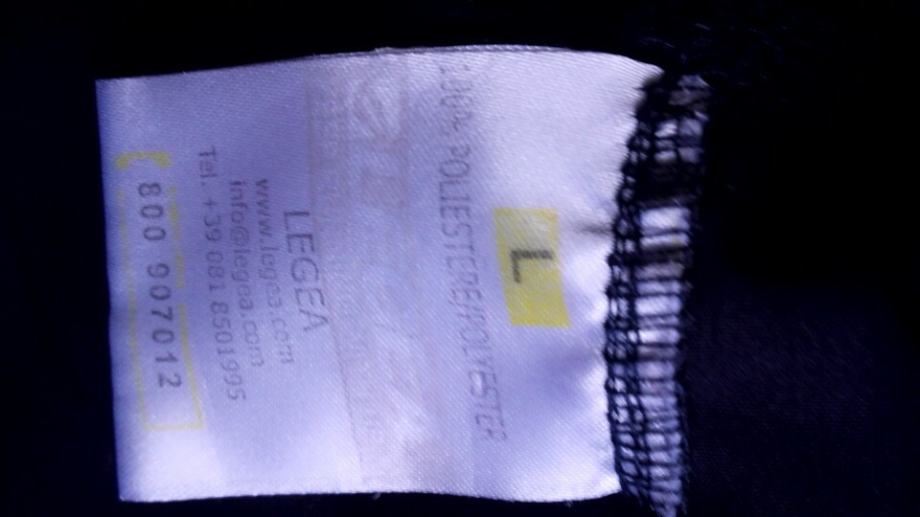 L
100% POLIESTERE/POLYESTER
LEGEA
www.legea.com
info@legea.com
Tel. +39 081 8501995
800 907012